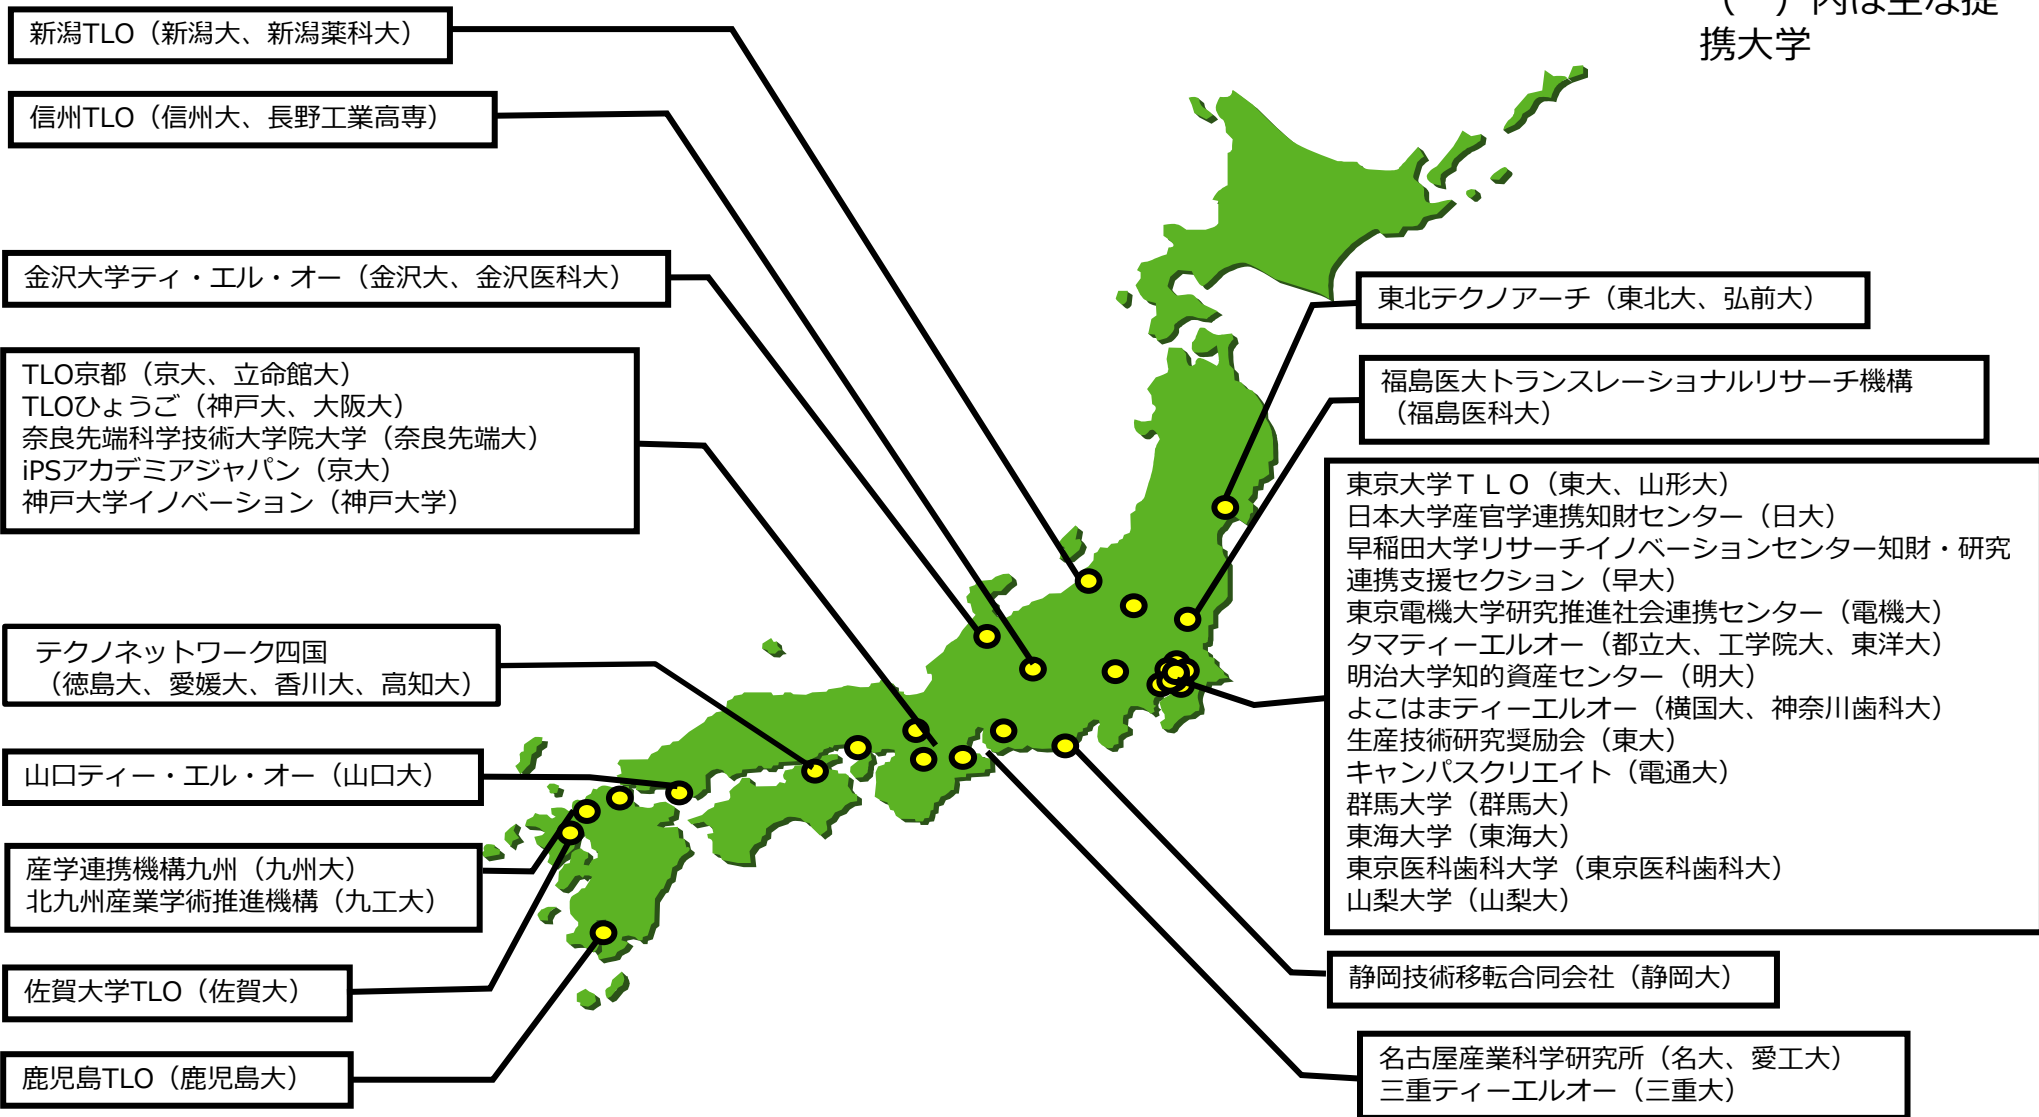 （　）内は主な提
携大学
新潟TLO（新潟大、新潟薬科大）
信州TLO（信州大、長野工業高専）
金沢大学ティ・エル・オー（金沢大、金沢医科大）
TLO京都（京大、立命館大）
TLOひょうご（神戸大、大阪大）
奈良先端科学技術大学院大学（奈良先端大）
iPSアカデミアジャパン（京大）
神戸大学イノベーション（神戸大学）
テクノネットワーク四国
（徳島大、愛媛大、香川大、高知大）
山口ティー・エル・オー（山口大）
産学連携機構九州（九州大）
北九州産業学術推進機構（九工大）
佐賀大学TLO（佐賀大）
鹿児島TLO（鹿児島大）
東北テクノアーチ（東北大、弘前大）
福島医大トランスレーショナルリサーチ機構
（福島医科大）
東京大学ＴＬＯ（東大、山形大）
日本大学産官学連携知財センター（日大）
早稲田大学リサーチイノベーションセンター知財・研究
連携支援セクション（早大）
東京電機大学研究推進社会連携センター（電機大）
タマティーエルオー（都立大、工学院大、東洋大）
明治大学知的資産センター（明大）
よこはまティーエルオー（横国大、神奈川歯科大）
生産技術研究奨励会（東大）
キャンパスクリエイト（電通大）
群馬大学（群馬大）
東海大学（東海大）
東京医科歯科大学（東京医科歯科大）
山梨大学（山梨大）
静岡技術移転合同会社（静岡大）
名古屋産業科学研究所（名大、愛工大）
三重ティーエルオー（三重大）